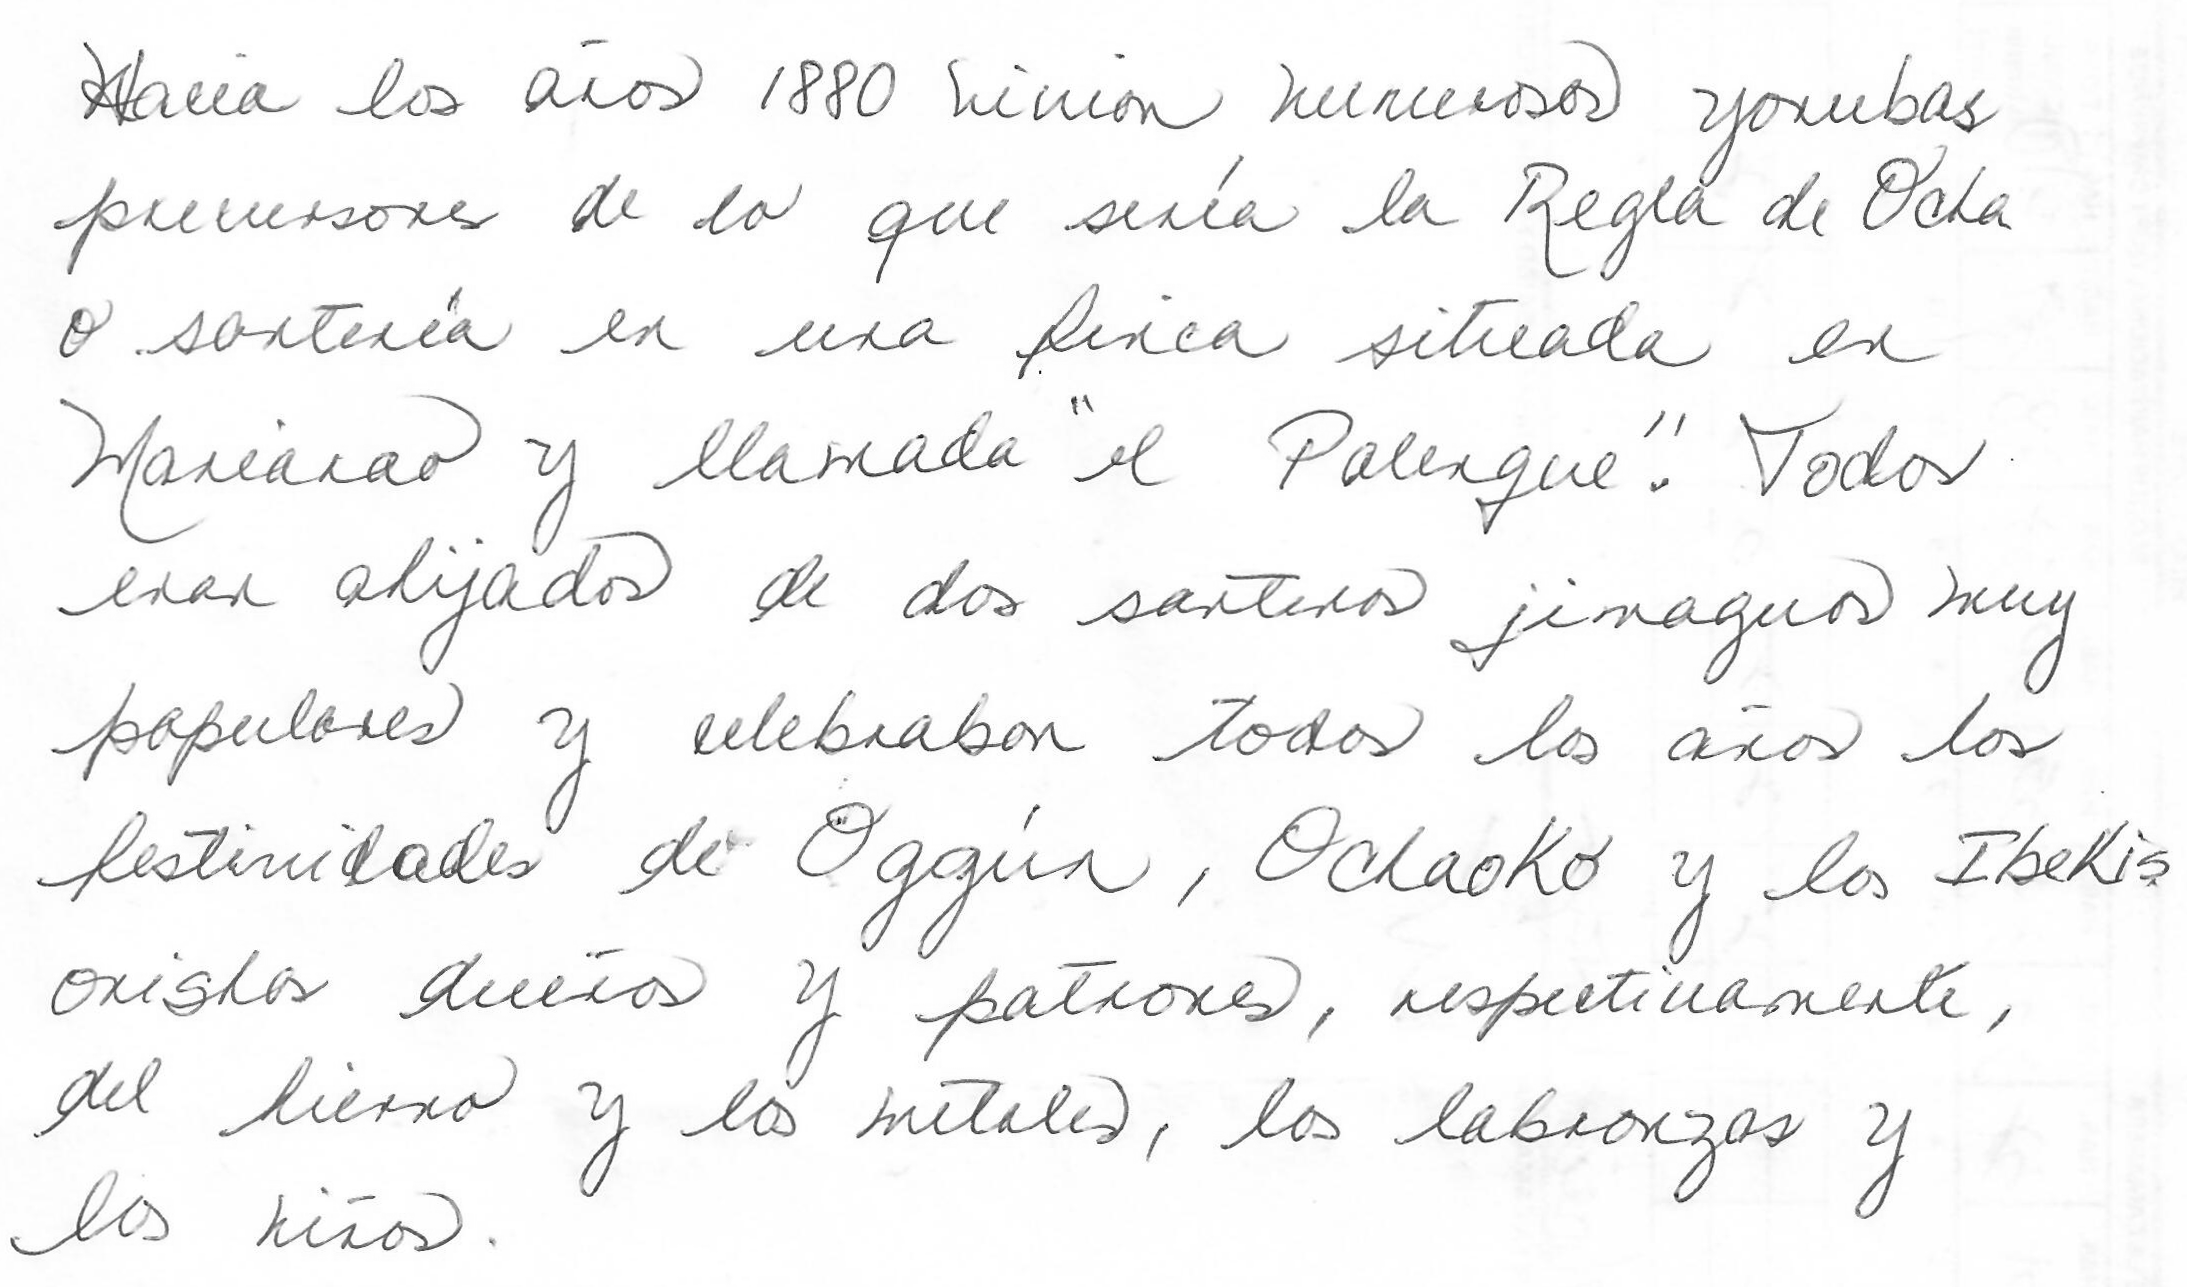 Hacia los años 1880 vivían numerosos yorubas
precursores de lo que sería la Regla de Ocha
o santería en una finca situada en
Marianao y llamada "el Palenque". Todos
eran ahijados de dos santeros jimaguas muy
populares y celebraban todos los años las
festividades de Oggún, Ochaoko y los Ibekis
orishas dueños y patrones, respectivamente,
del hierro y los metales, las labranzas y
los niños.